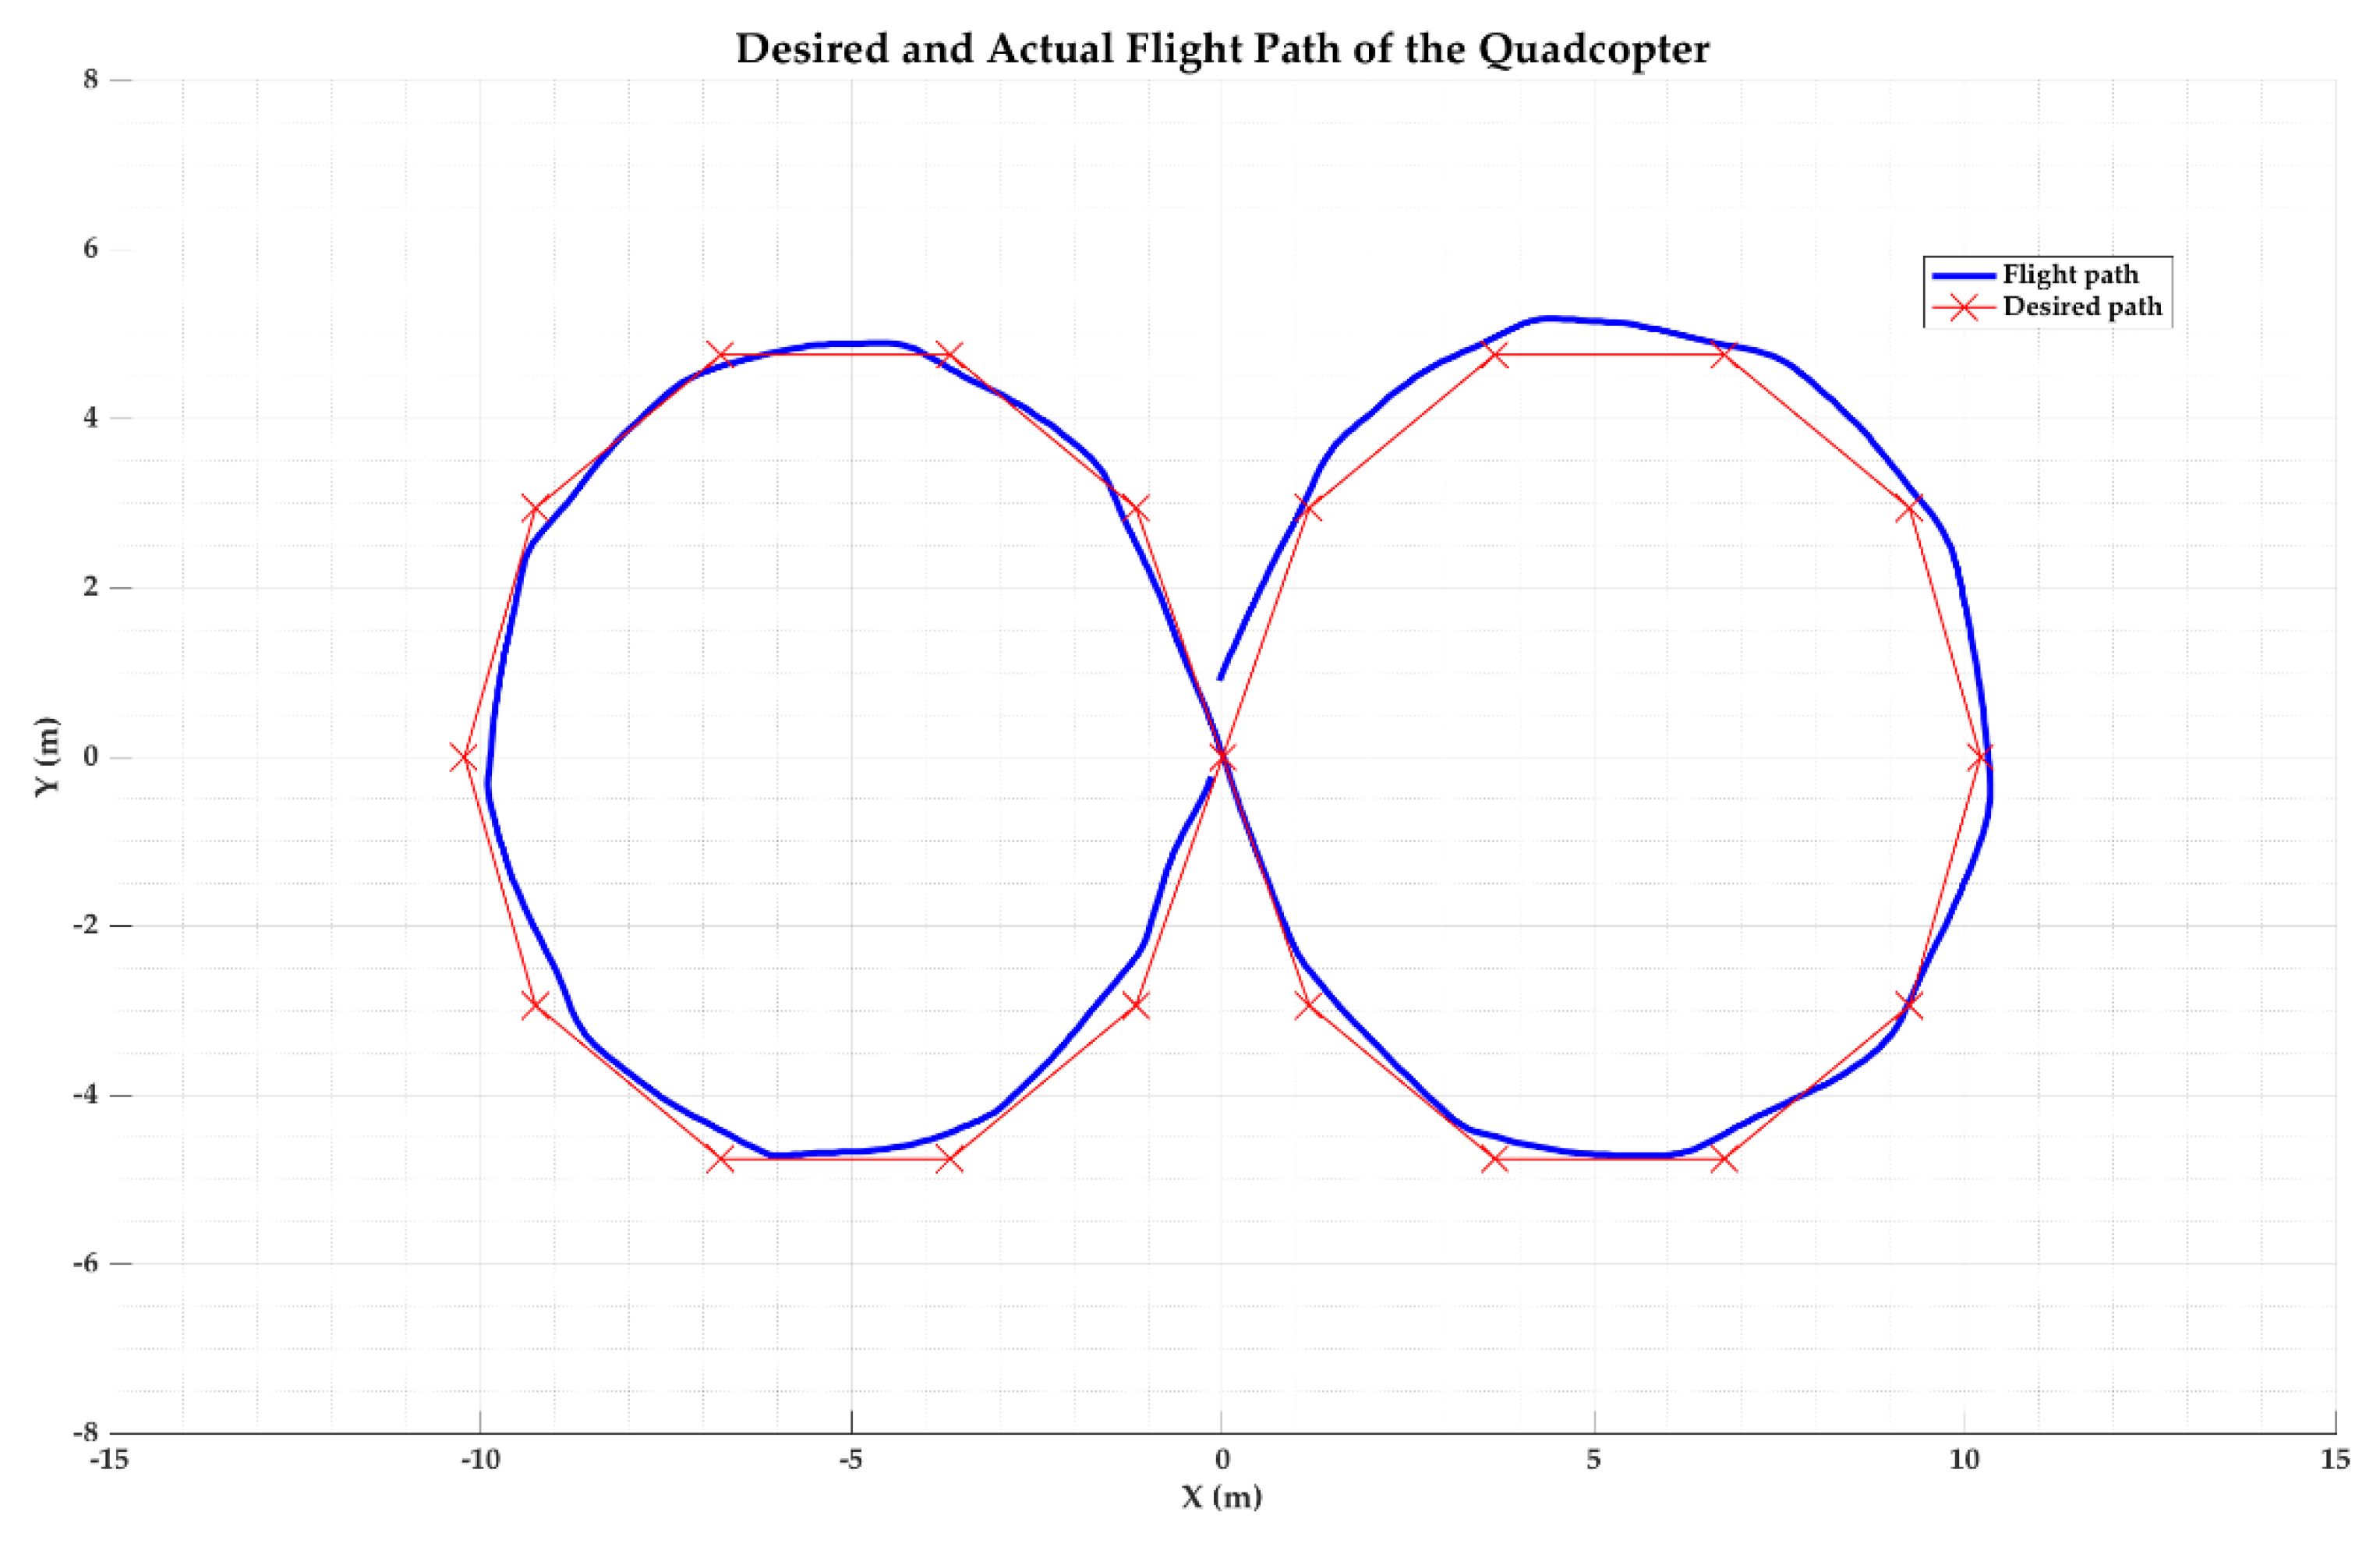 Desired and Actual Flight Path of the Quadcopter
8
6
Flight path
Desired path
4
2
0
Y (m)
-2
-4
-6
-8
-15 -10 -5 0 5 10 15
X (m)